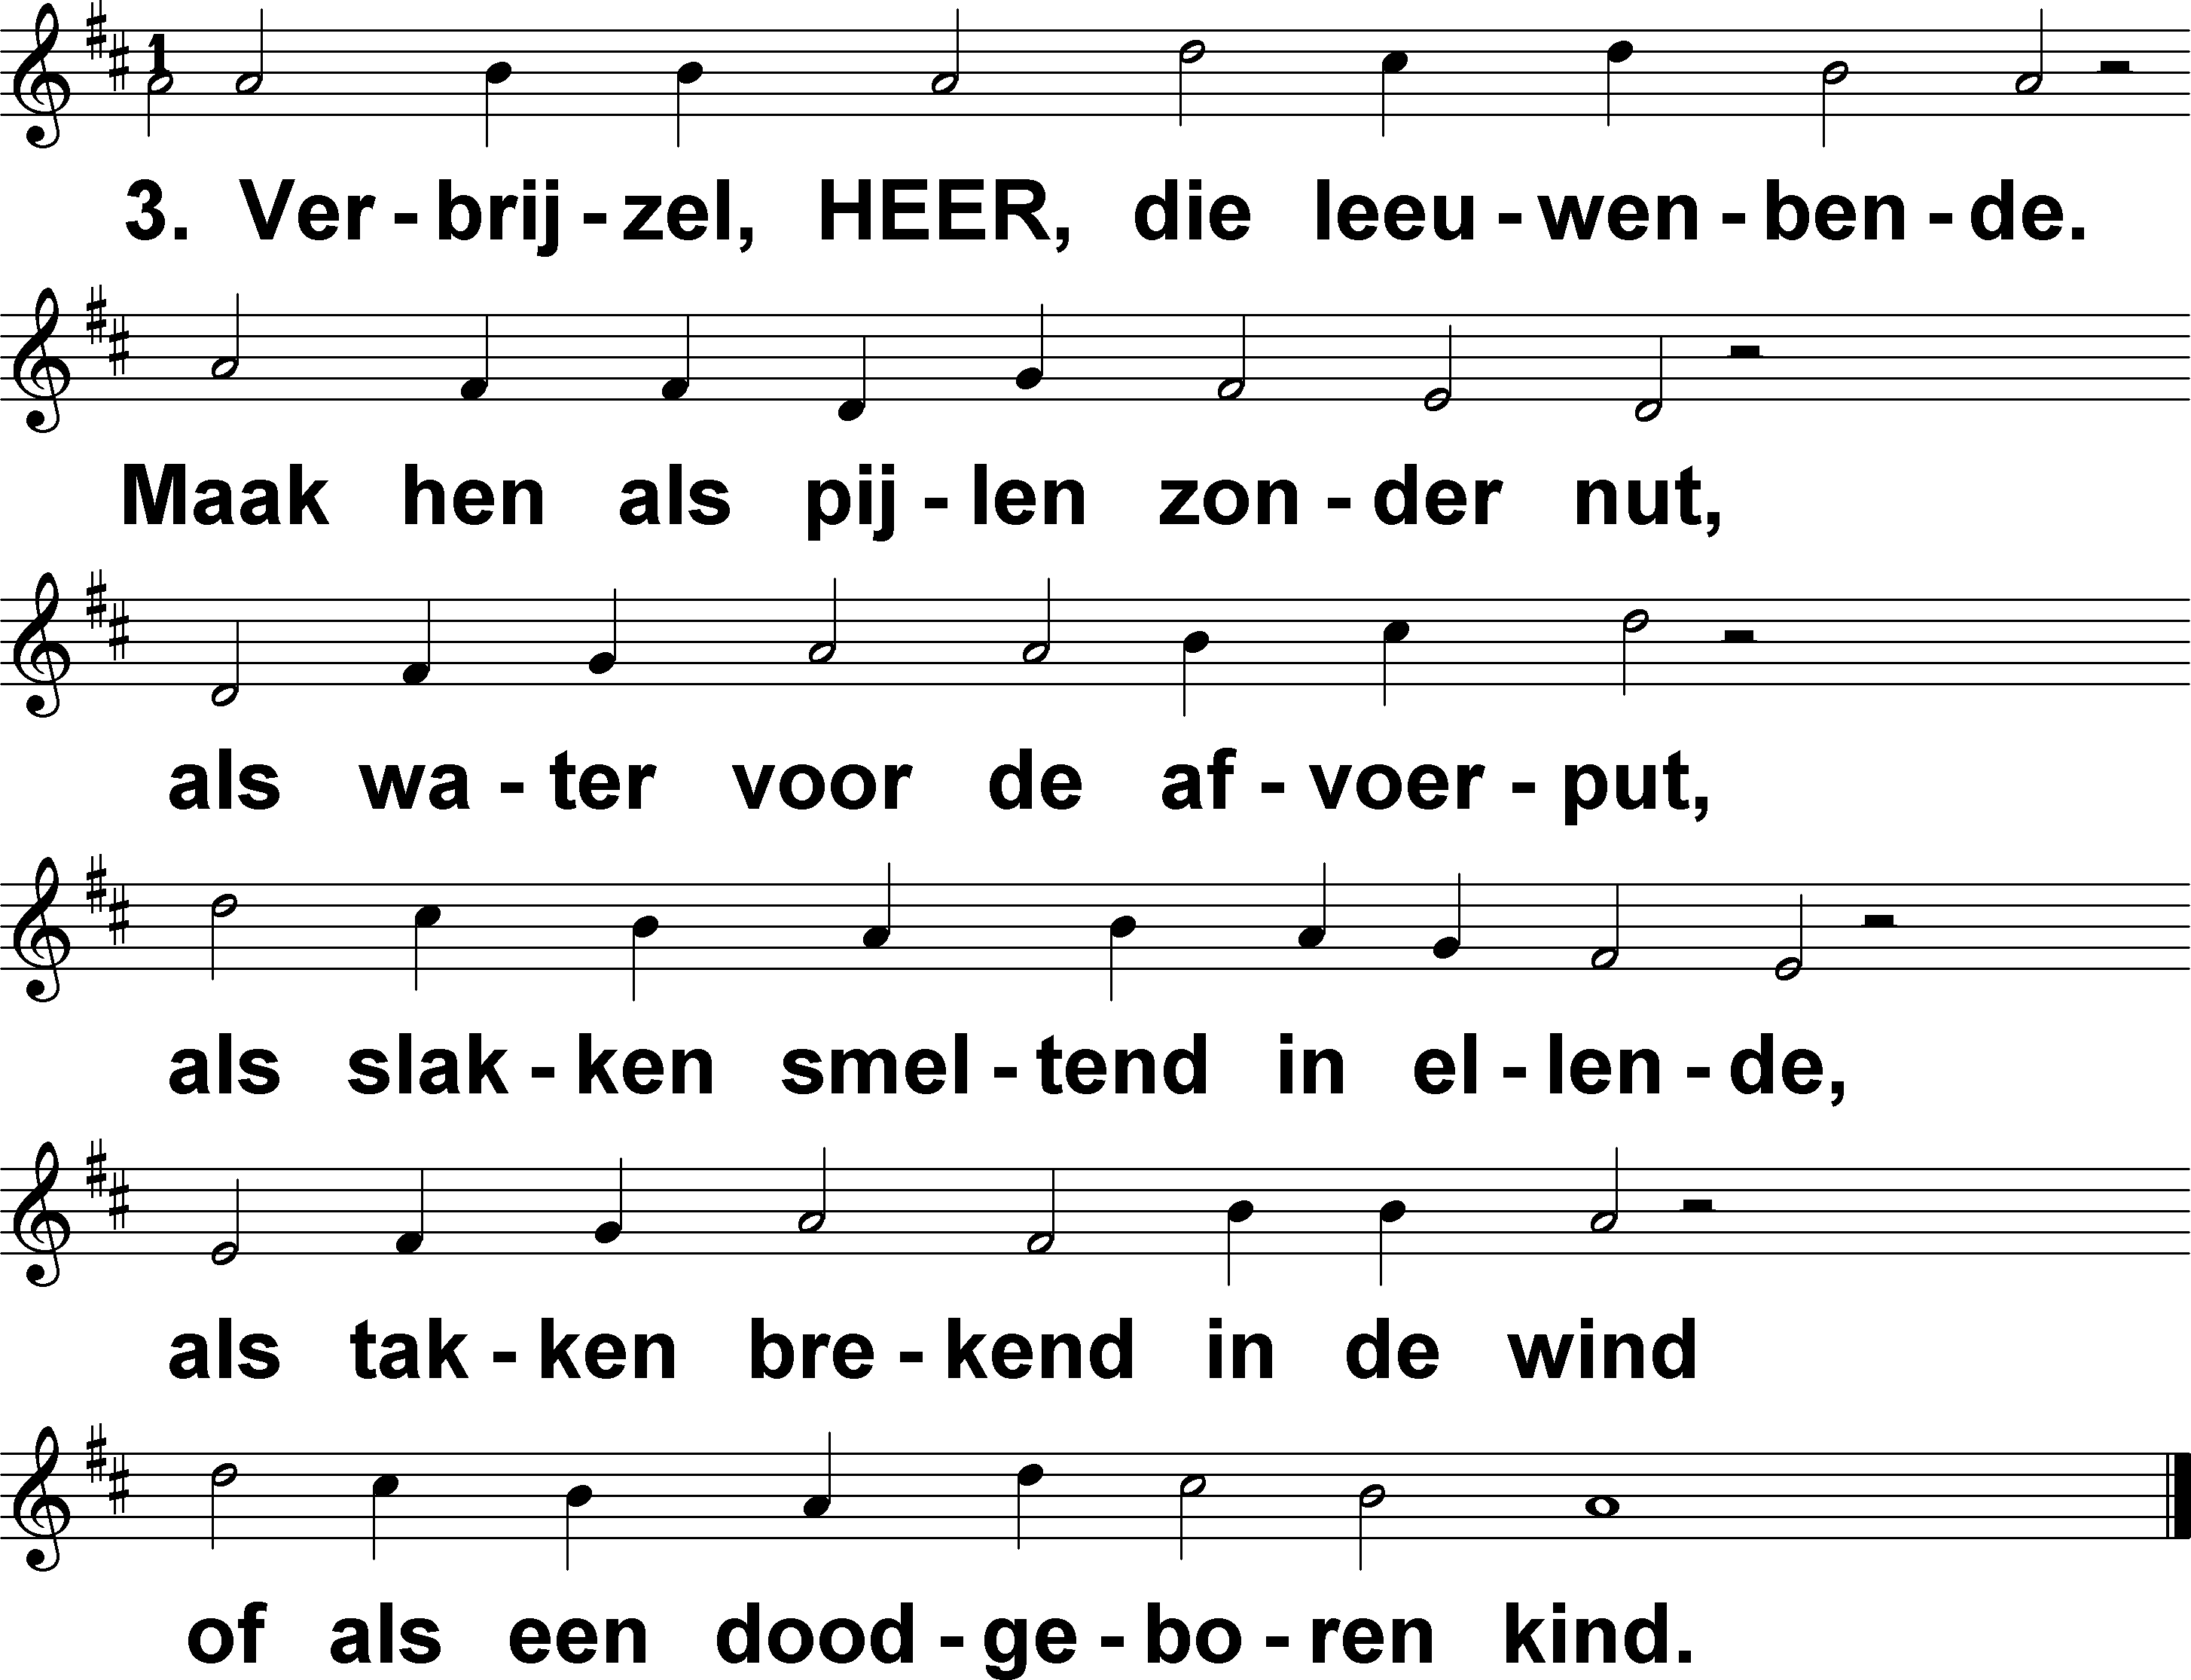 1
3. Ver - brij - zel, HEER, die leeu - wen - ben - de.
Maak hen als pij - len zon - der nut,
als wa - ter voor de af - voer - put,
als slak - ken smel - tend in el - len - de,
als tak - ken bre - kend in de wind
of als een dood - ge - bo - ren kind.